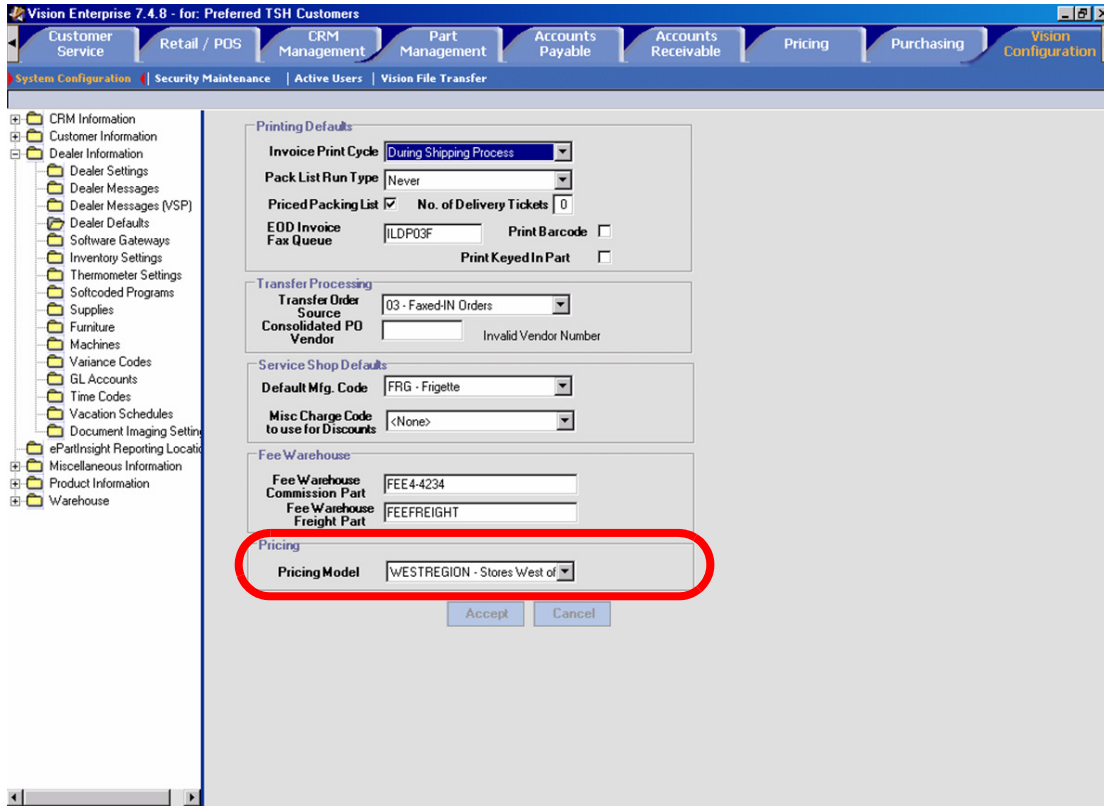 Vision Enterprise 7.4.8 - for: Preferred TSH Customers
Customer Service
Retail / POS
CRM Management
Part Management
Accounts Payable
Accounts Receivable
Pricing
Purchasing
Vision Configuration
System Configuration | Security Maintenance | Active Users | Vision File Transfer
CRM Information
Customer Information
Dealer Information
Dealer Settings
Dealer Messages
Dealer Messages (VSP)
Dealer Defaults
Software Gateways
Inventory Settings
Thermometer Settings
Softcoded Programs
Supplies
Furniture
Machines
Variance Codes
GL Accounts
Time Codes
Vacation Schedules
Document Imaging Setting
ePartInsight Reporting Locatio
Miscellaneous Information
Product Information
Warehouse
Printing Defaults
Invoice Print Cycle During Shipping Process
Pack List Run Type Never
Priced Packing List No. of Delivery Tickets 0
EOD Invoice
Fax Queue ILDP03F Print Barcode
Print Keyed In Part
Transfer Processing
Transfer Order
Source 03 - Faxed-IN Orders
Consolidated PO
Vendor Invalid Vendor Number
Service Shop Defaults
Default Mfg. Code FRG - Frigette
Misc Charge Code
to use for Discounts <None>
Fee Warehouse
Fee Warehouse
Commission Part FEE4-4234
Fee Warehouse
Freight Part FEEFREIGHT
Pricing
Pricing Model WESTREGION - Stores West of
Accept Cancel